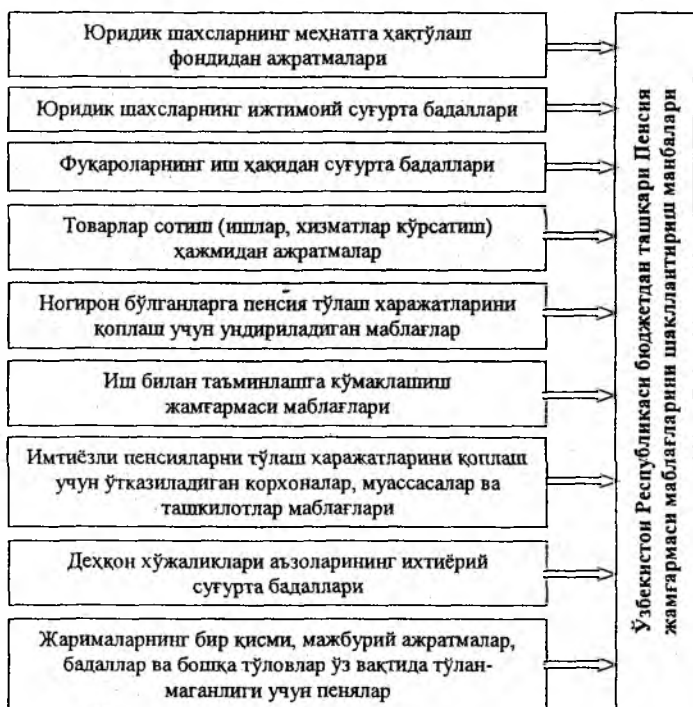 Юридик шахсларнинг меҳнатга ҳақтўлаш
фондидан ажратмалари
Юридик шахсларнинг ижтимоий суғурта бадаллари
Фуқароларнинг иш ҳақидан суғурта бадаллари
Товарлар сотиш (ишлар, хизматлар кўрсатиш)
ҳажмидан ажратмалар
Ногирон бўлганларга пенсия тўлаш харажатларини
қоплаш учун ундириладиган маблағлар
Иш билан таъминлашга кўмаклашиш
жамғармаси маблағлари
Имтиёзли пенсияларни тўлаш харажатларини қоплаш
учун ўтказиладиган корхоналар, муассасалар ва
ташкилотлар маблағлари
Деҳқон хўжаликлари аъзоларининг ихтиёрий
суғурта бадаллари
Жарималарнинг бир қисми, мажбурий ажратмалар,
бадаллар ва бошқа тўловлар ўз вақтида тўлан-
маганлиги учун пенялар
Ўзбекистон Республикаси бюджетдан ташқари Пенсия
жамғармаси маблағларини шакллантириш манбалари